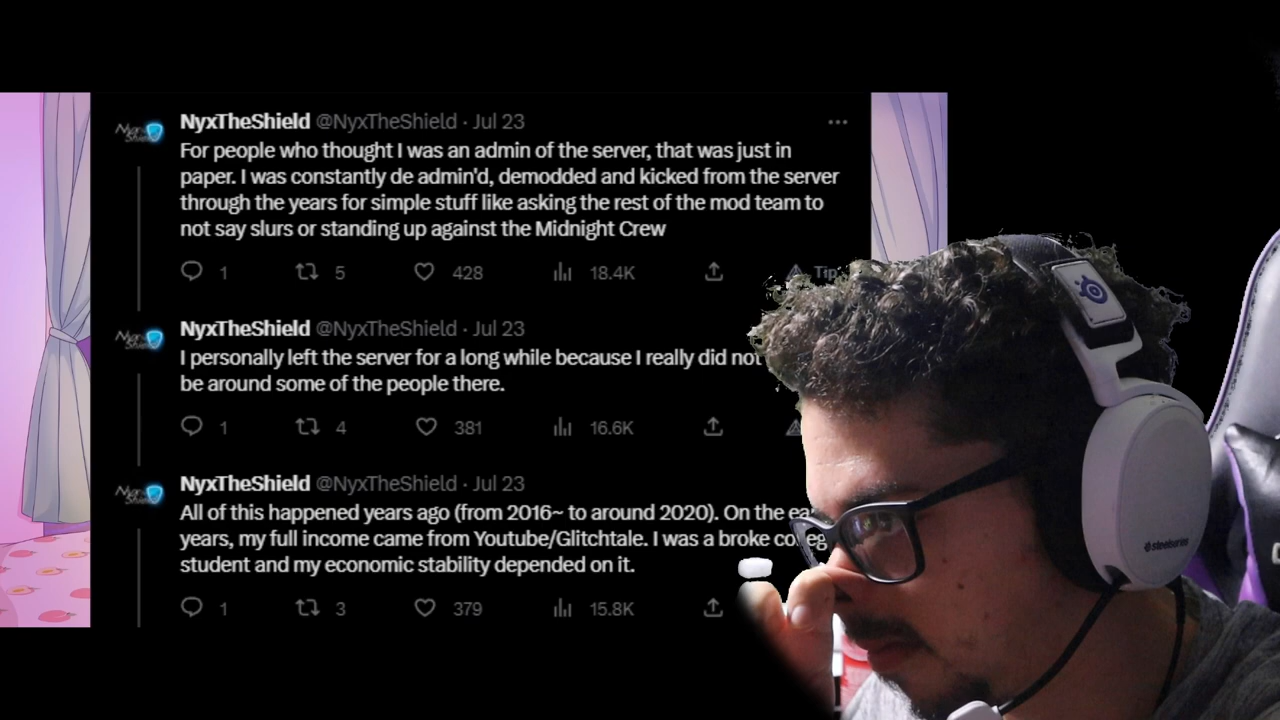 NyxTheShield @NyxTheShield · Jul 23
For people who thought I was an admin of the server, that was just in
paper. I was constantly de admin'd, demodded and kicked from the server
through the years for simple stuff like asking the rest of the mod team to
not say slurs or standing up against the Midnight Crew
1 5 428 18.4K Tip
NyxTheShield @NyxTheShield · Jul 23
I personally left the server for a long while because I really did not
be around some of the people there.
1 4 381 16.6K
NyxTheShield @NyxTheShield · Jul 23
All of this happened years ago (from 2016~ to around 2020). On the
years, my full income came from Youtube/Glitchtale. I was a broke
student and my economic stability depended on it.
1 3 379 15.8K
steelseries